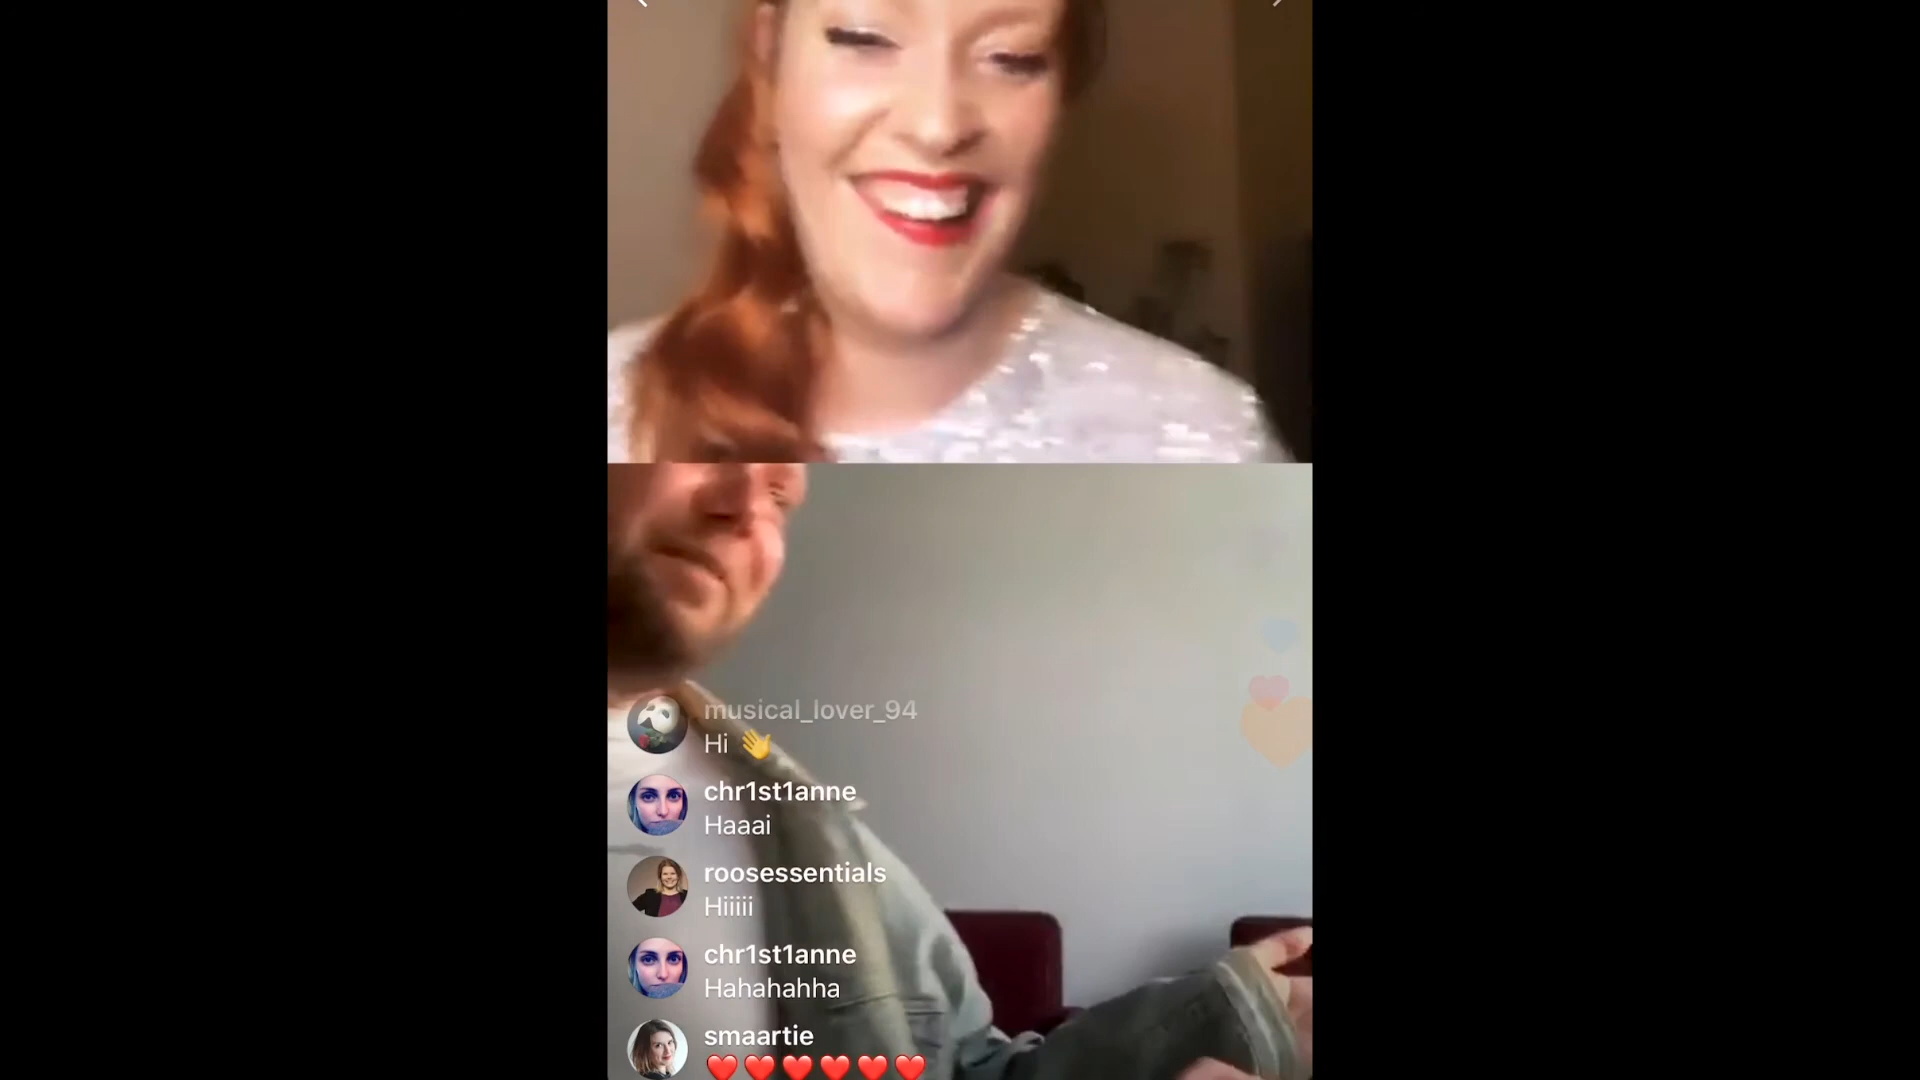 musical_lover_94
Hi 👋
chr1st1anne
Haaai
roosessentials
Hiiiii
chr1st1anne
Hahahahha
smaartie
❤️❤️❤️❤️❤️❤️